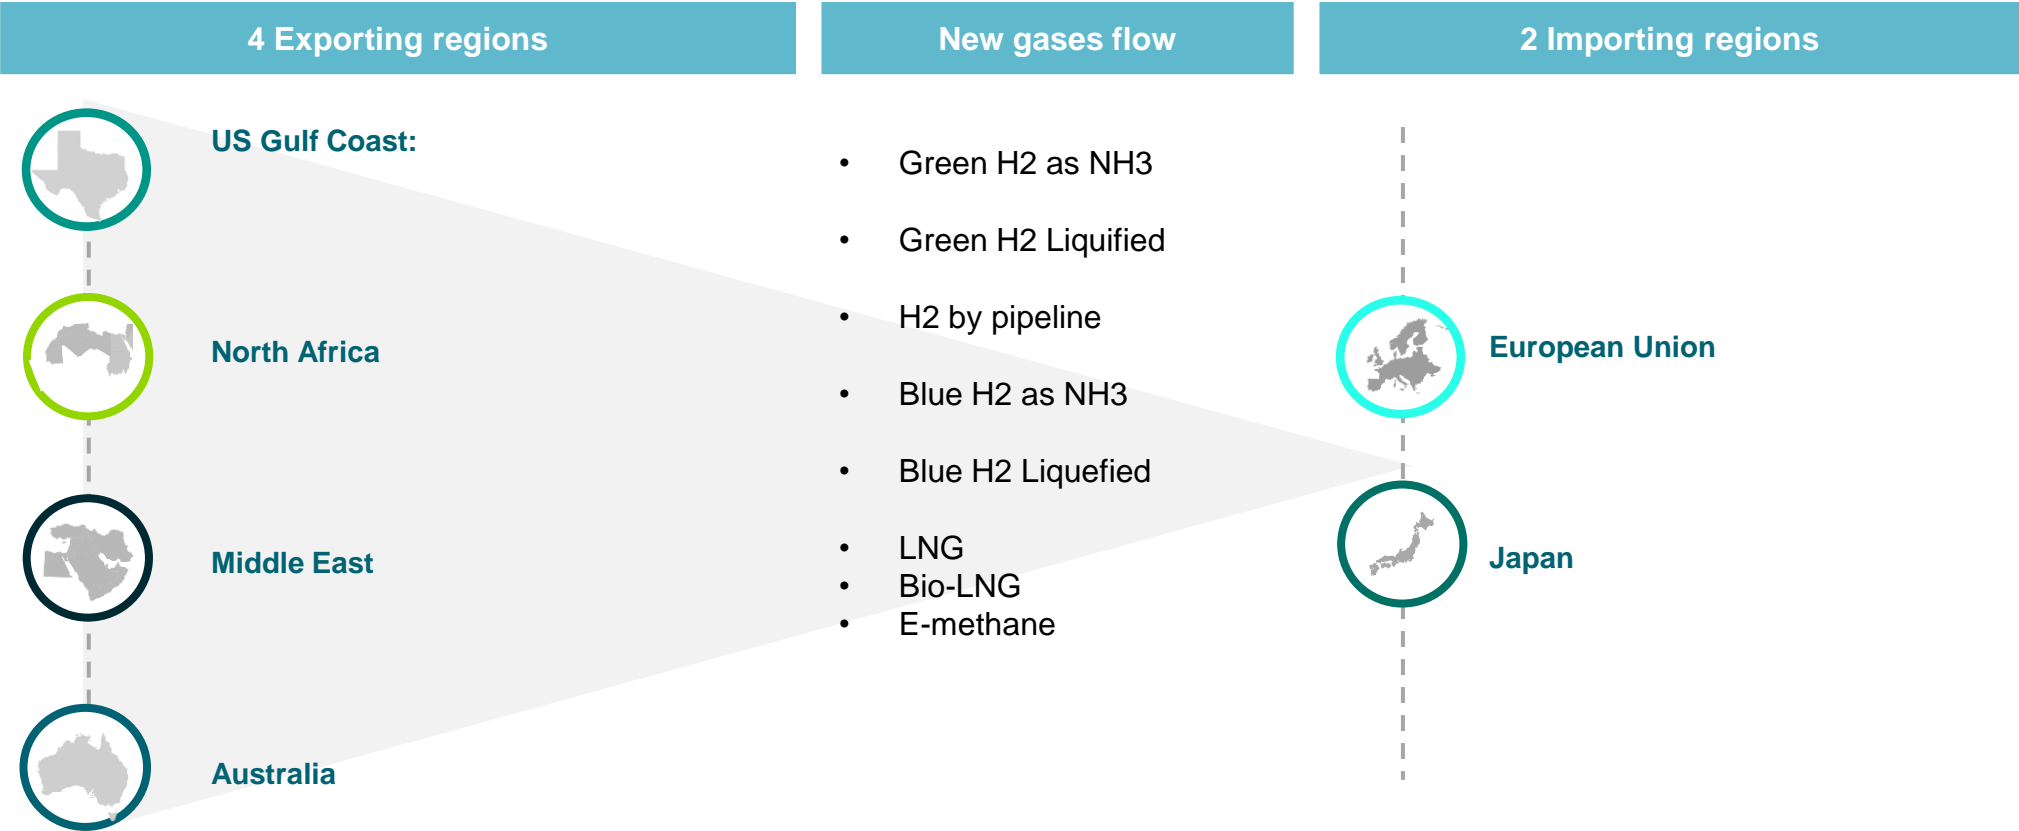 4 Exporting regions
New gases flow
2 Importing regions
US Gulf Coast:
North Africa
Middle East
Australia
• Green H2 as NH3
• Green H2 Liquified
• H2 by pipeline
• Blue H2 as NH3
• Blue H2 Liquefied
• LNG
• Bio-LNG
• E-methane
European Union
Japan